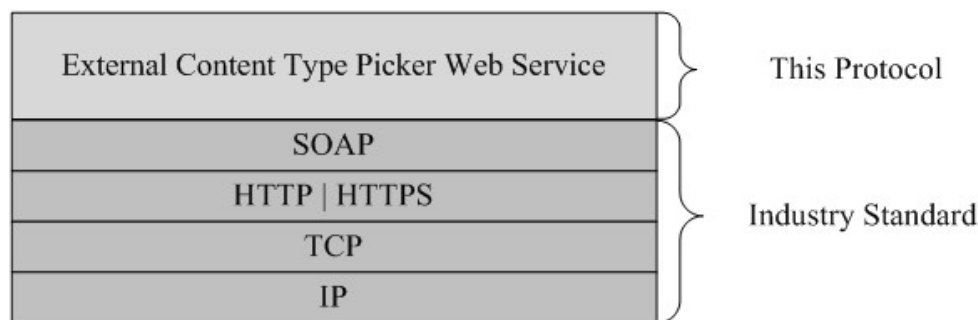 External Content Type Picker Web Service
This Protocol
SOAP
HTTP | HTTPS
Industry Standard
TCP
IP